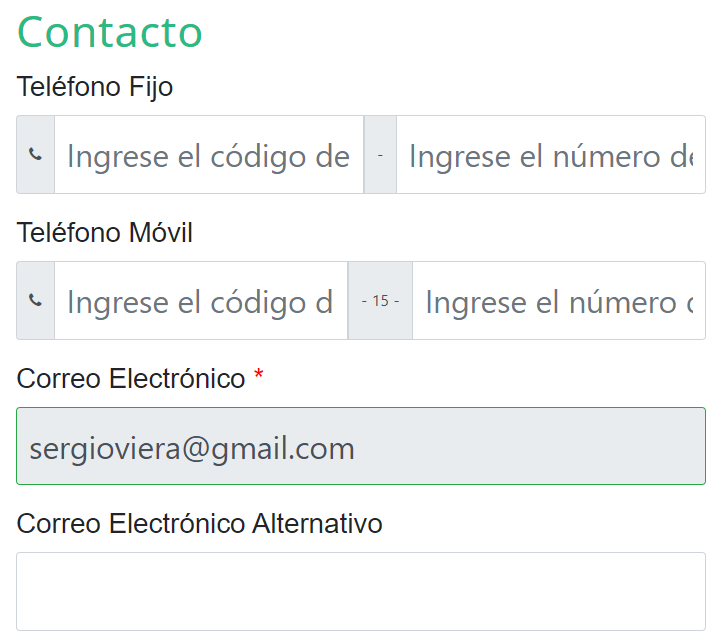 Contacto
Teléfono Fijo
Ingrese el código de - Ingrese el número de
Teléfono Móvil
Ingrese el código d - 15 - Ingrese el número
Correo Electrónico *
sergioviera@gmail.com
Correo Electrónico Alternativo